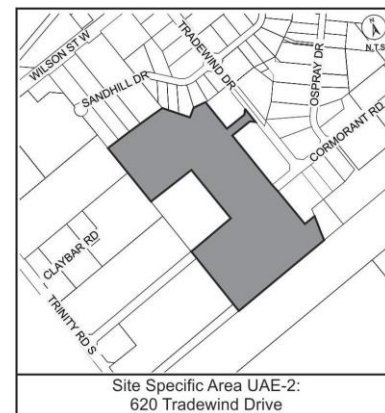 WILSON ST W
SANDHILL DR
TRADEWIND DR
OSPRAY DR
N.T.S
CORMORANT RD
CLAYBAR RD
TRINITY RD S
Site Specific Area UAE-2:
620 Tradewind Drive